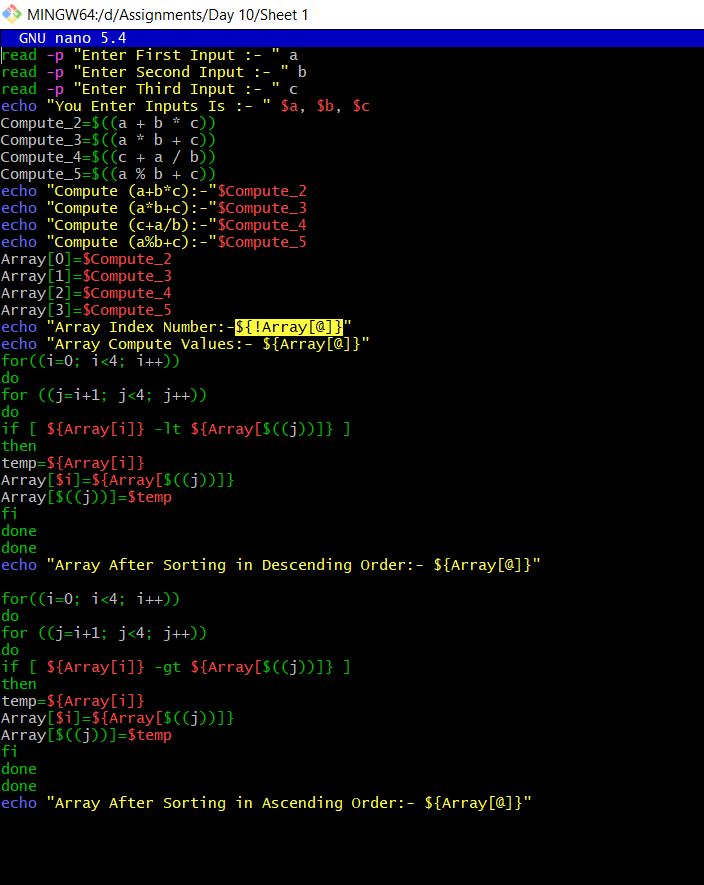 MINGW64:/d/Assignments/Day 10/Sheet 1
GNU nano 5.4
read -p "Enter First Input :- " a
read -p "Enter Second Input :- " b
read -p "Enter Third Input :- " c
echo "You Enter Inputs Is :- " $a, $b, $c
Compute_2=$((a + b * c))
Compute_3=$((a * b + c))
Compute_4=$((c + a / b))
Compute_5=$((a % b + c))
echo "Compute (a+b*c):-"$Compute_2
echo "Compute (a*b+c):-"$Compute_3
echo "Compute (c+a/b):-"$Compute_4
echo "Compute (a%b+c):-"$Compute_5
Array[0]=$Compute_2
Array[1]=$Compute_3
Array[2]=$Compute_4
Array[3]=$Compute_5
echo "Array Index Number:-${!Array[@]}"
echo "Array Compute Values:- ${Array[@]}"
for((i=0; i<4; i++))
do
for ((j=i+1; j<4; j++))
do
if [ ${Array[i]} -lt ${Array[$((j))]} ]
then
temp=${Array[i]}
Array[$i]=${Array[$((j))]}
Array[$((j))]=$temp
fi
done
done
echo "Array After Sorting in Descending Order:- ${Array[@]}"
for((i=0; i<4; i++))
do
for ((j=i+1; j<4; j++))
do
if [ ${Array[i]} -gt ${Array[$((j))]} ]
then
temp=${Array[i]}
Array[$i]=${Array[$((j))]}
Array[$((j))]=$temp
fi
done
done
echo "Array After Sorting in Ascending Order:- ${Array[@]}"